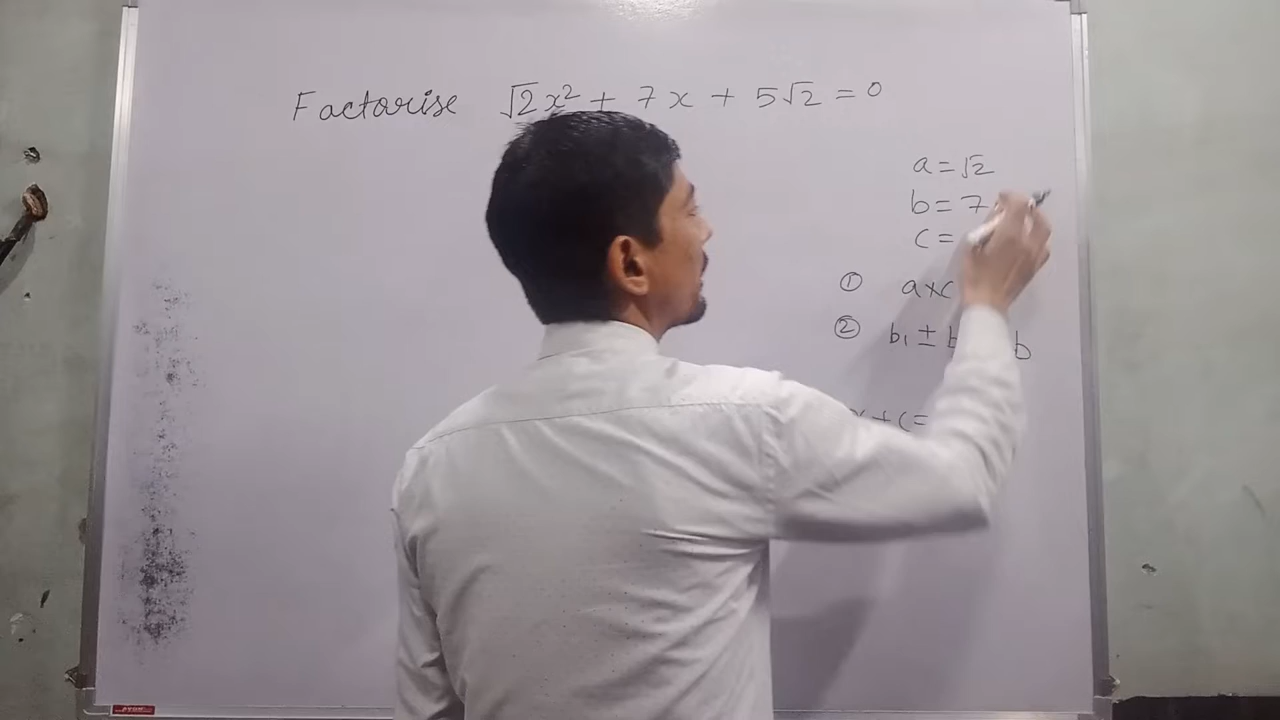 Factorise √2x² + 7x + 5√2 = 0
a = √2
b = 7
c =
① a×c
② b₁ ± b
+ c =